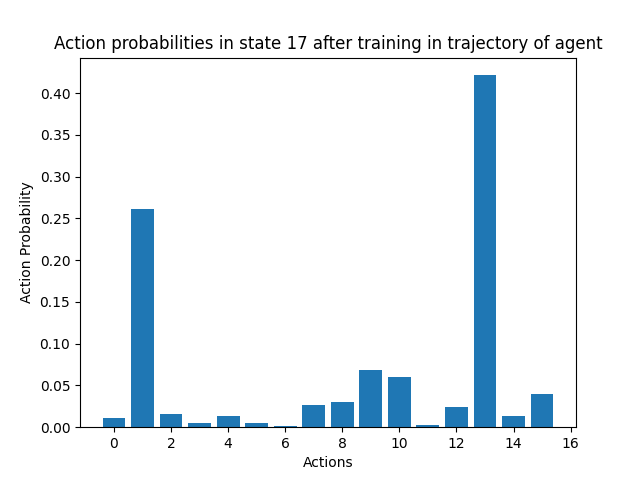 Action probabilities in state 17 after training in trajectory of agent
0.40
0.35
0.30
0.25
0.20
0.15
0.10
0.05
0.00
Action Probability
0 2 4 6 8 10 12 14 16
Actions